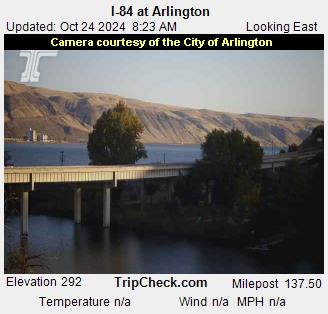 I-84 at Arlington
Updated: Oct 24 2024 8:23 AM Looking East
Camera courtesy of the City of Arlington
Elevation 292 TripCheck.com Milepost 137.50
Temperature n/a Wind n/a MPH n/a